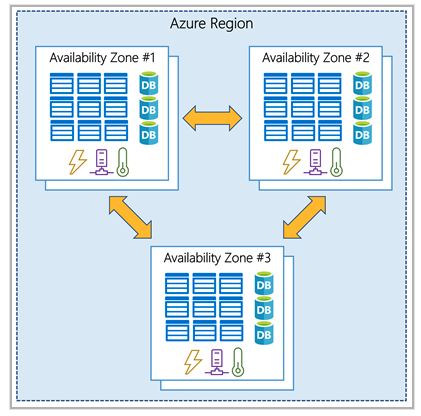 Azure Region
Availability Zone #1
DB
DB
DB
Availability Zone #2
DB
DB
DB
Availability Zone #3
DB
DB
DB